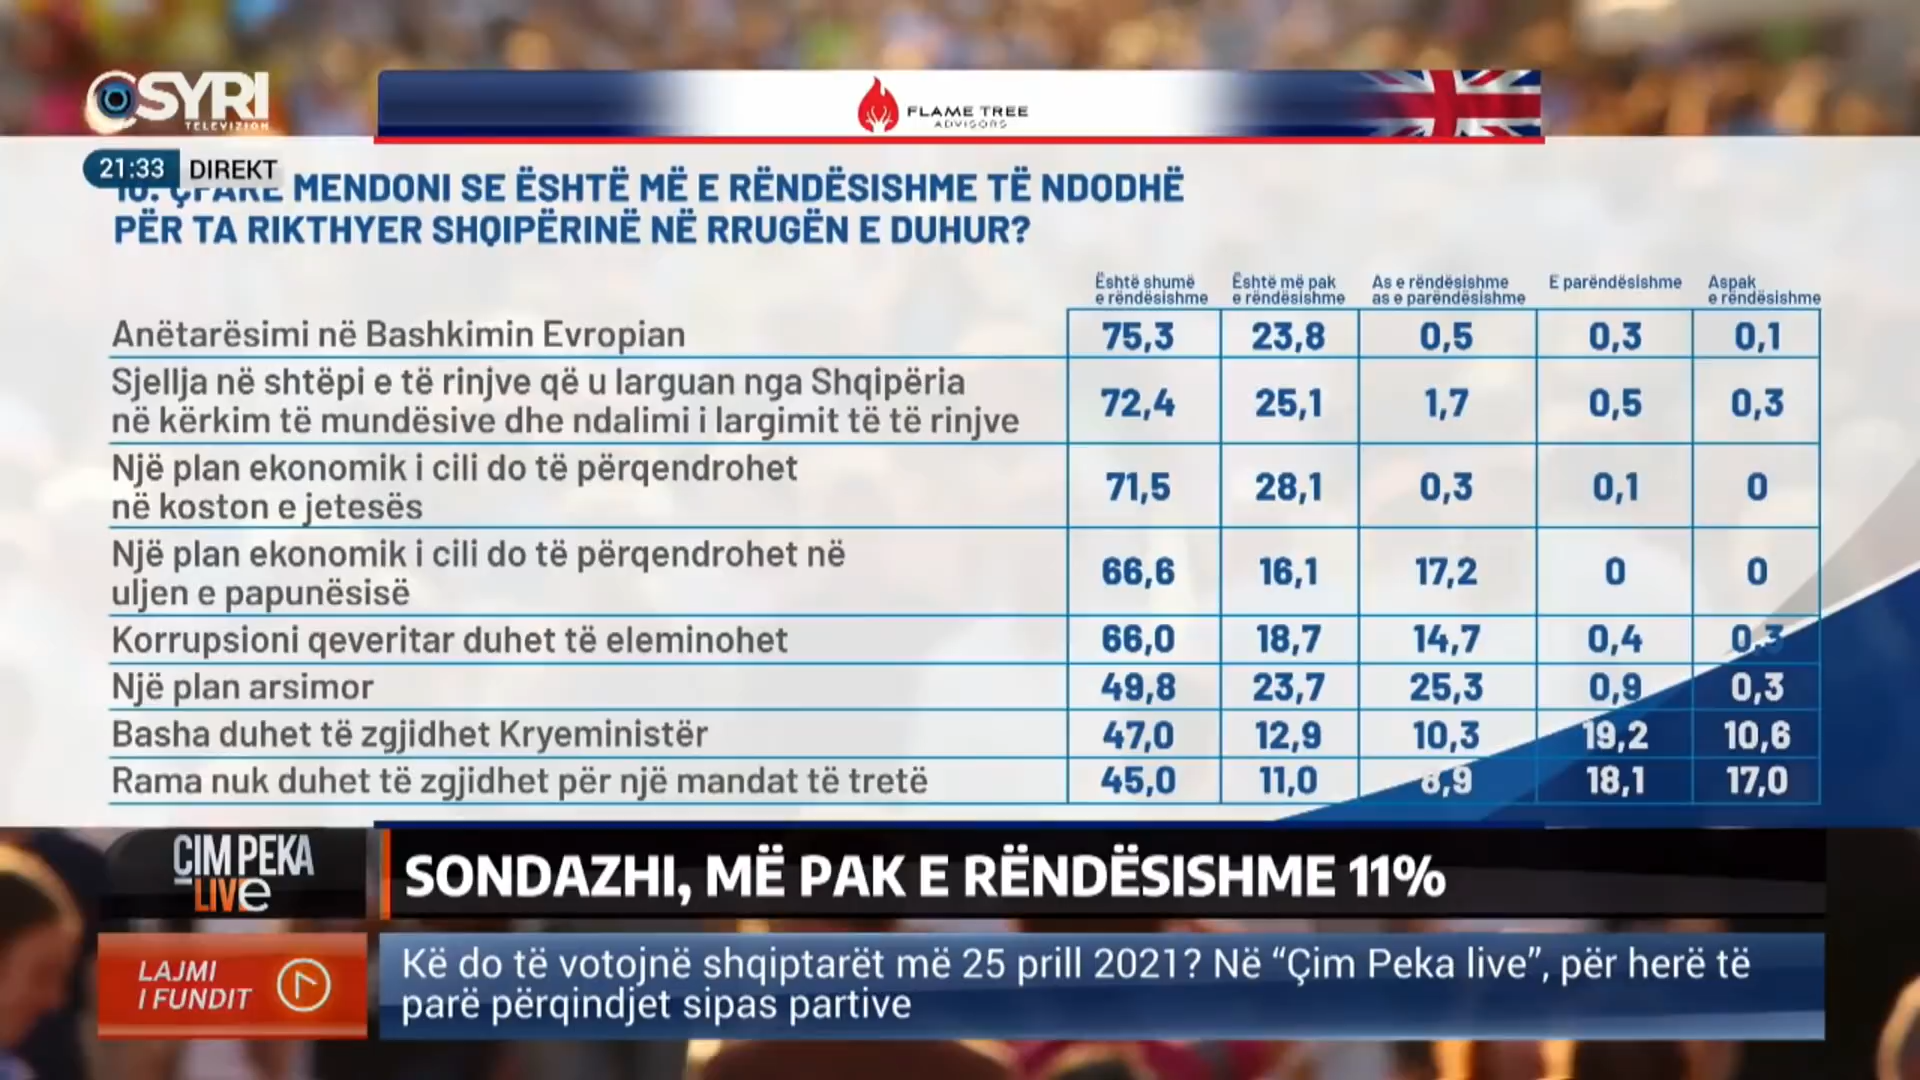 SYRI
TELEVIZION
FLAME TREE
ADVISORS
21:33 DIREKT
MENDONI SE ËSHTË MË E RËNDËSISHME TË NDODHË
PËR TA RIKTHYER SHQIPËRINË NË RRUGËN E DUHUR?
Është shumë
e rëndësishme
Është më pak
e rëndësishme
As e rëndësishme
as e parëndësishme
E parëndësishme
Aspak
e rëndësishme
Anëtarësimi në Bashkimin Evropian 75,3 23,8 0,5 0,3 0,1
Sjellja në shtëpi e të rinjve që u larguan nga Shqipëria
në kërkim të mundësive dhe ndalimi i largimit të të rinjve
72,4 25,1 1,7 0,5 0,3
Një plan ekonomik i cili do të përqendrohet
në koston e jetesës
71,5 28,1 0,3 0,1 0
Një plan ekonomik i cili do të përqendrohet në
uljen e papunësisë
66,6 16,1 17,2 0 0
Korrupsioni qeveritar duhet të eleminohet 66,0 18,7 14,7 0,4 0,3
Një plan arsimor 49,8 23,7 25,3 0,9 0,3
Basha duhet të zgjidhet Kryeministër 47,0 12,9 10,3 19,2 10,6
Rama nuk duhet të zgjidhet për një mandat të tretë 45,0 11,0 8,9 18,1 17,0
ÇIM PEKA
LIVE
SONDAZHI, MË PAK E RËNDËSISHME 11%
LAJMI
I FUNDIT
Kë do të votojnë shqiptarët më 25 prill 2021? Në “Çim Peka live”, për herë të
parë përqindjet sipas partive